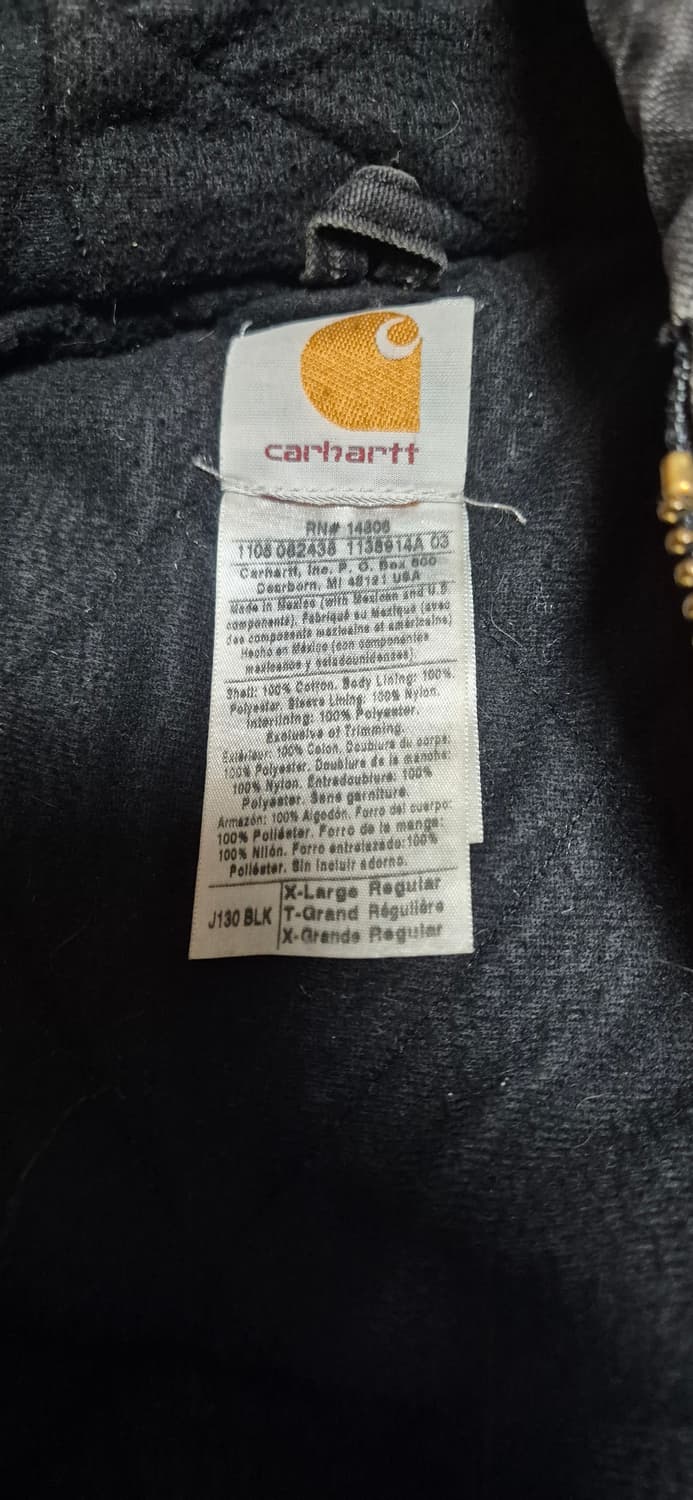 carhartt
RN# 14806
1108 082438 1138914A 03
Carhartt, Inc. P. O. Box 600
Dearborn, MI 48121 USA
Made in Mexico (with Mexican and U.S.
components). Fabriqué au Mexique (avec
des composants mexicains et américains)
Hecho en México (con componentes
mexicanos y estadounidenses)
Shell: 100% Cotton. Body Lining: 100%
Polyester. Sleeve Lining: 100% Nylon.
Interlining: 100% Polyester.
Exclusive of Trimming.
Extérieur: 100% Coton. Doublure du corps:
100% Polyester. Doublure de la manche:
100% Nylon. Entredoublure: 100%
Polyester. Sans garniture.
Armazón: 100% Algodón. Forro del cuerpo:
100% Poliéster. Forro de la manga:
100% Nilón. Forro entrelazado:100%
Poliéster. Sin incluir adorno.
J130 BLK
X-Large Regular
T-Grand Régulière
X-Grande Regular